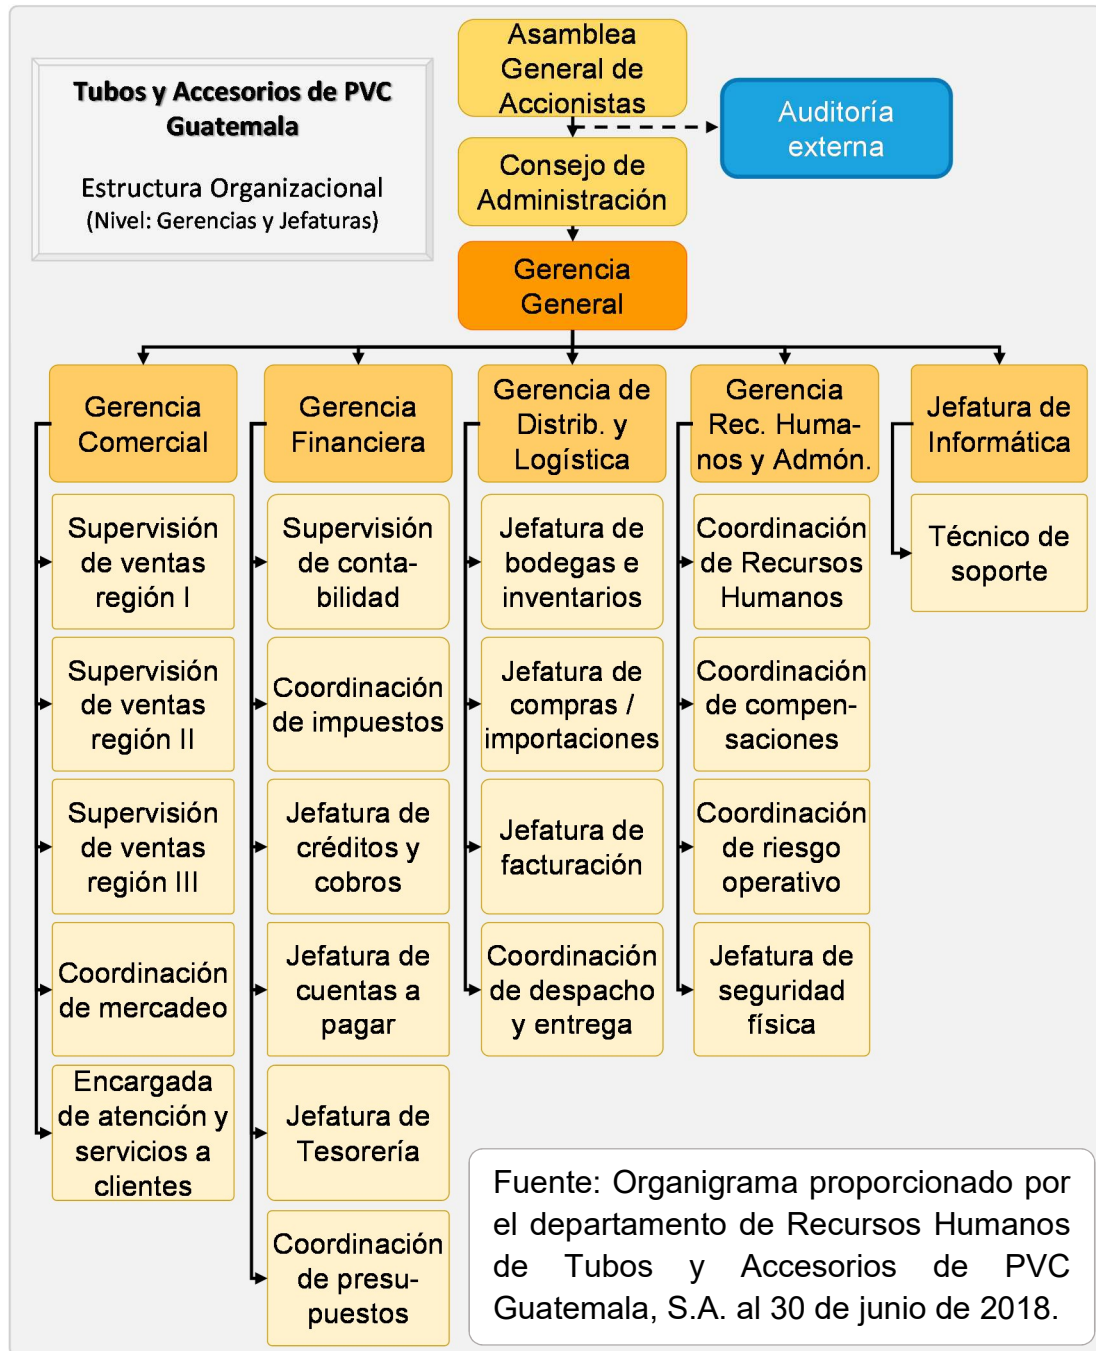 Tubos y Accesorios de PVC
Guatemala
Estructura Organizacional
(Nivel: Gerencias y Jefaturas)
Asamblea
General de
Accionistas
Auditoría
externa
Consejo de
Administración
Gerencia
General
Gerencia
Comercial
Supervisión
de ventas
región I
Supervisión
de ventas
región II
Supervisión
de ventas
región III
Coordinación
de mercadeo
Encargada
de atención y
servicios a
clientes
Gerencia
Financiera
Supervisión
de conta-
bilidad
Coordinación
de impuestos
Jefatura de
créditos y
cobros
Jefatura de
cuentas a
pagar
Jefatura de
Tesorería
Coordinación
de presu-
puestos
Gerencia de
Distrib. y
Logística
Jefatura de
bodegas e
inventarios
Jefatura de
compras /
importaciones
Jefatura de
facturación
Coordinación
de despacho
y entrega
Gerencia
Rec. Huma-
nos y Admón.
Coordinación
de Recursos
Humanos
Coordinación
de compen-
saciones
Coordinación
de riesgo
operativo
Jefatura de
seguridad
física
Jefatura de
Informática
Técnico de
soporte
Fuente: Organigrama proporcionado por
el departamento de Recursos Humanos
de Tubos y Accesorios de PVC
Guatemala, S.A. al 30 de junio de 2018.